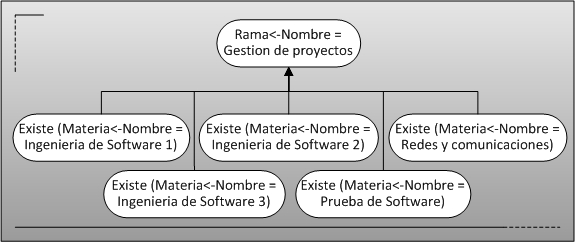 Rama<-Nombre =
Gestion de proyectos
Existe (Materia<-Nombre =
Ingenieria de Software 1)
Existe (Materia<-Nombre =
Ingenieria de Software 2)
Existe (Materia<-Nombre =
Redes y comunicaciones)
Existe (Materia<-Nombre =
Ingenieria de Software 3)
Existe (Materia<-Nombre =
Prueba de Software)